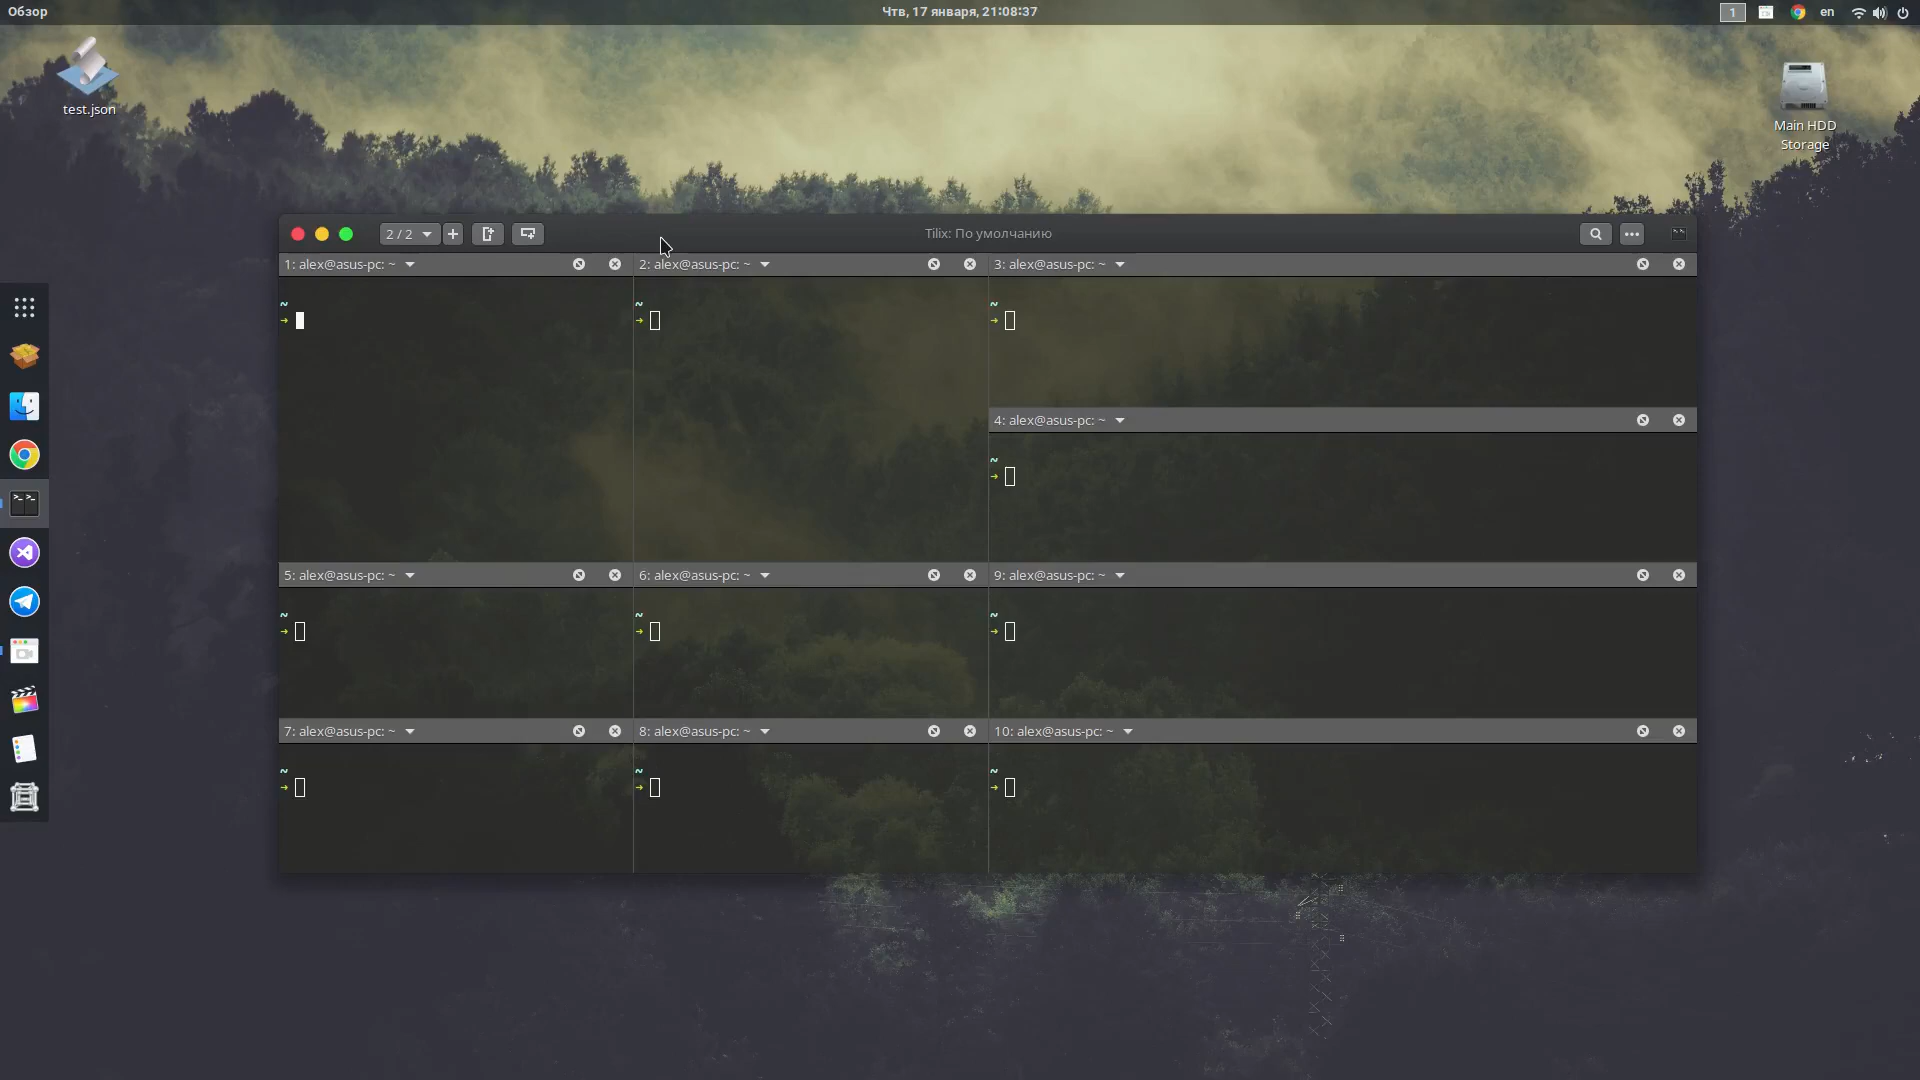 Обзор
Чтв, 17 января, 21:08:37
1
en
test.json
Main HDD
Storage
2 / 2
Tilix: По умолчанию
1: alex@asus-pc: ~
2: alex@asus-pc: ~
3: alex@asus-pc: ~
~
~
~
➜
➜
➜
4: alex@asus-pc: ~
~
➜
5: alex@asus-pc: ~
6: alex@asus-pc: ~
9: alex@asus-pc: ~
~
~
~
➜
➜
➜
7: alex@asus-pc: ~
8: alex@asus-pc: ~
10: alex@asus-pc: ~
~
~
~
➜
➜
➜